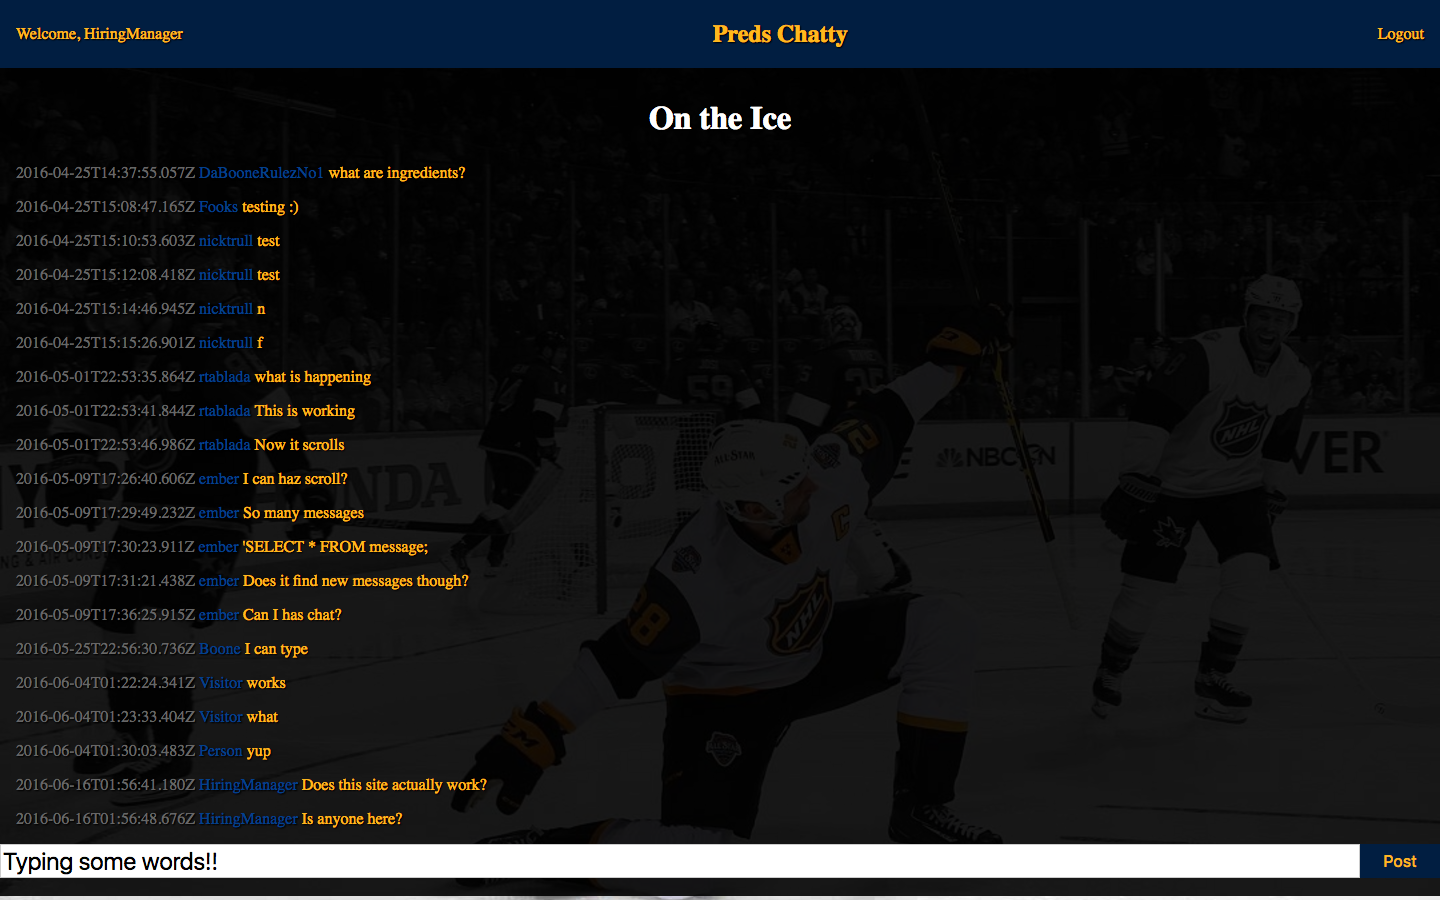 Welcome, HiringManager
Preds Chatty
Logout
On the Ice
2016-04-25T14:37:55.057Z DaBooneRulezNo1 what are ingredients?
2016-04-25T15:08:47.165Z Fooks testing :)
2016-04-25T15:10:53.603Z nicktrull test
2016-04-25T15:12:08.418Z nicktrull test
2016-04-25T15:14:46.945Z nicktrull n
2016-04-25T15:15:26.901Z nicktrull f
2016-05-01T22:53:35.864Z rtablada what is happening
2016-05-01T22:53:41.844Z rtablada This is working
2016-05-01T22:53:46.986Z rtablada Now it scrolls
2016-05-09T17:26:40.606Z ember I can haz scroll?
2016-05-09T17:29:49.232Z ember So many messages
2016-05-09T17:30:23.911Z ember 'SELECT * FROM message;
2016-05-09T17:31:21.438Z ember Does it find new messages though?
2016-05-09T17:36:25.915Z ember Can I has chat?
2016-05-25T22:56:30.736Z Boone I can type
2016-06-04T01:22:24.341Z Visitor works
2016-06-04T01:23:33.404Z Visitor what
2016-06-04T01:30:03.483Z Person yup
2016-06-16T01:56:41.180Z HiringManager Does this site actually work?
2016-06-16T01:56:48.676Z HiringManager Is anyone here?
Typing some words!!
Post
NBCSN
ALL-STAR
NHL
NHL
28
59